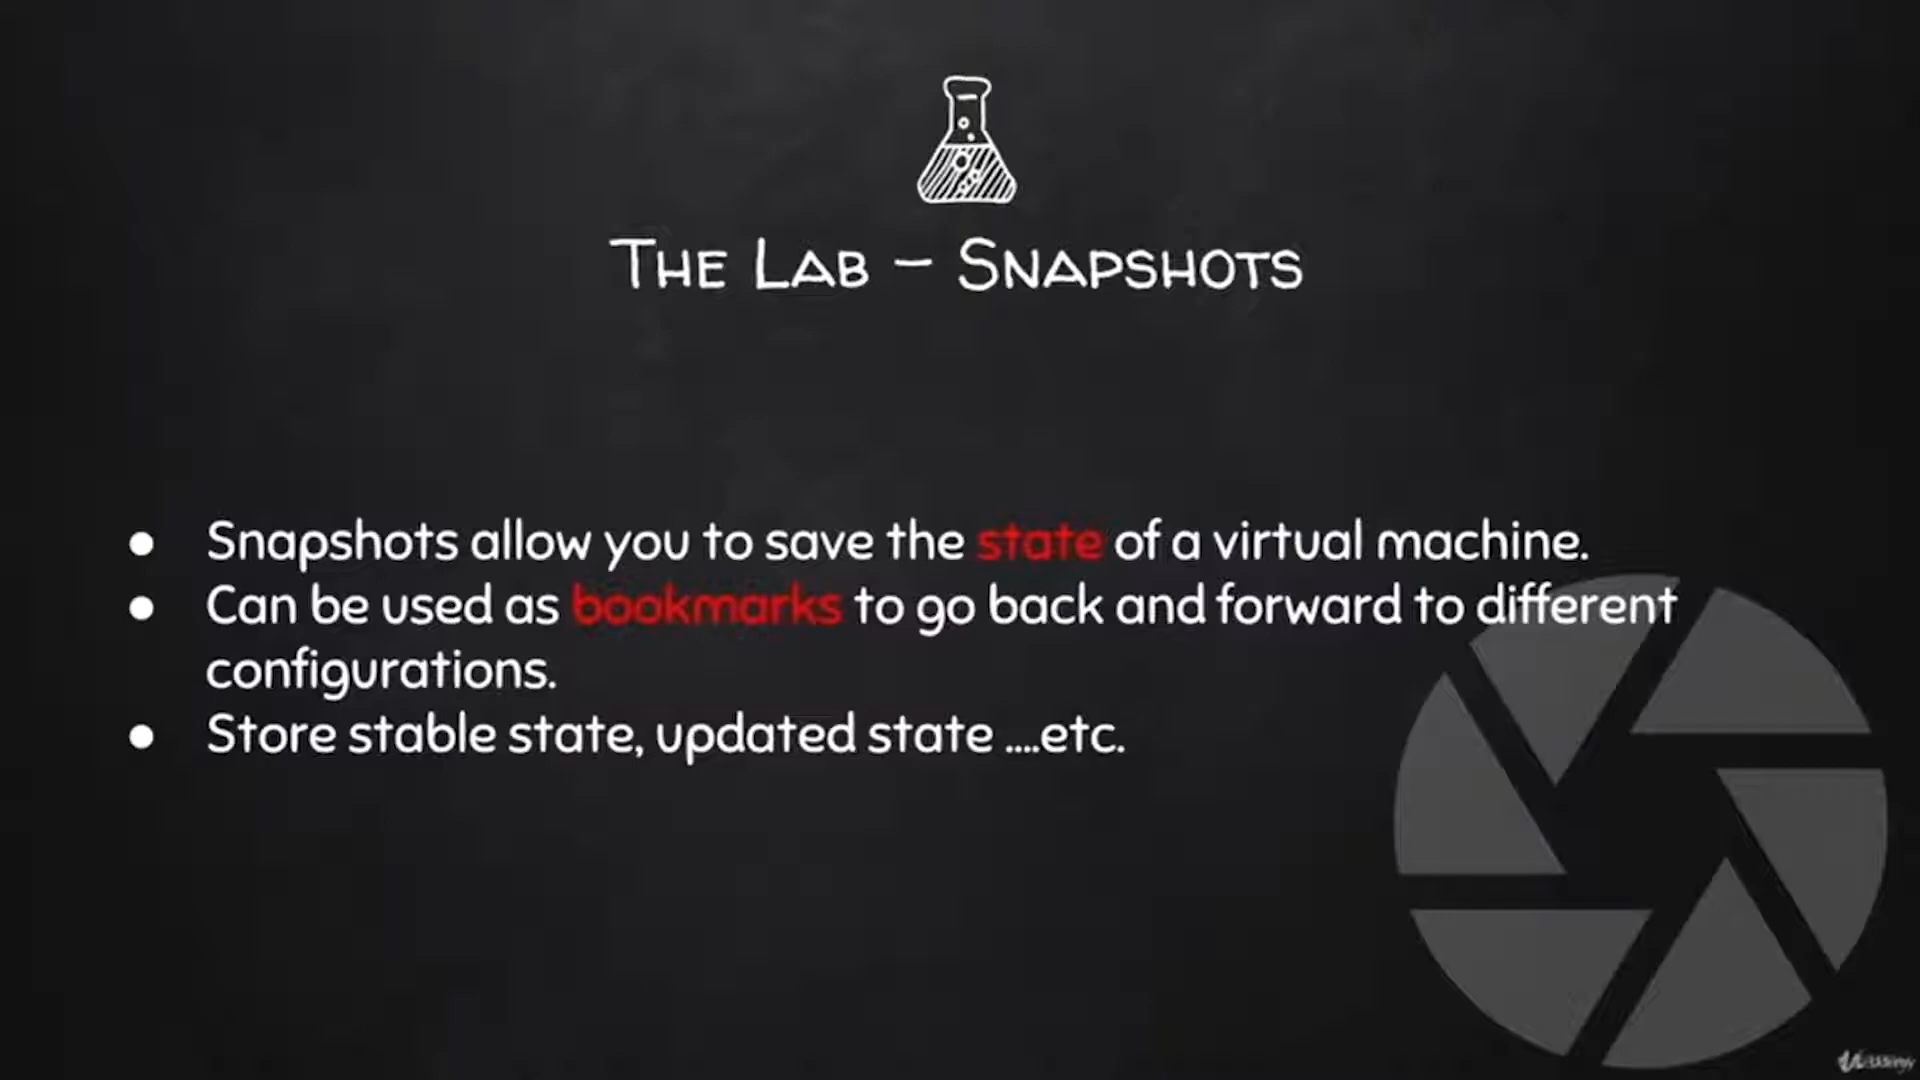 The Lab – Snapshots
● Snapshots allow you to save the state of a virtual machine.
● Can be used as bookmarks to go back and forward to different
configurations.
● Store stable state, updated state ....etc.